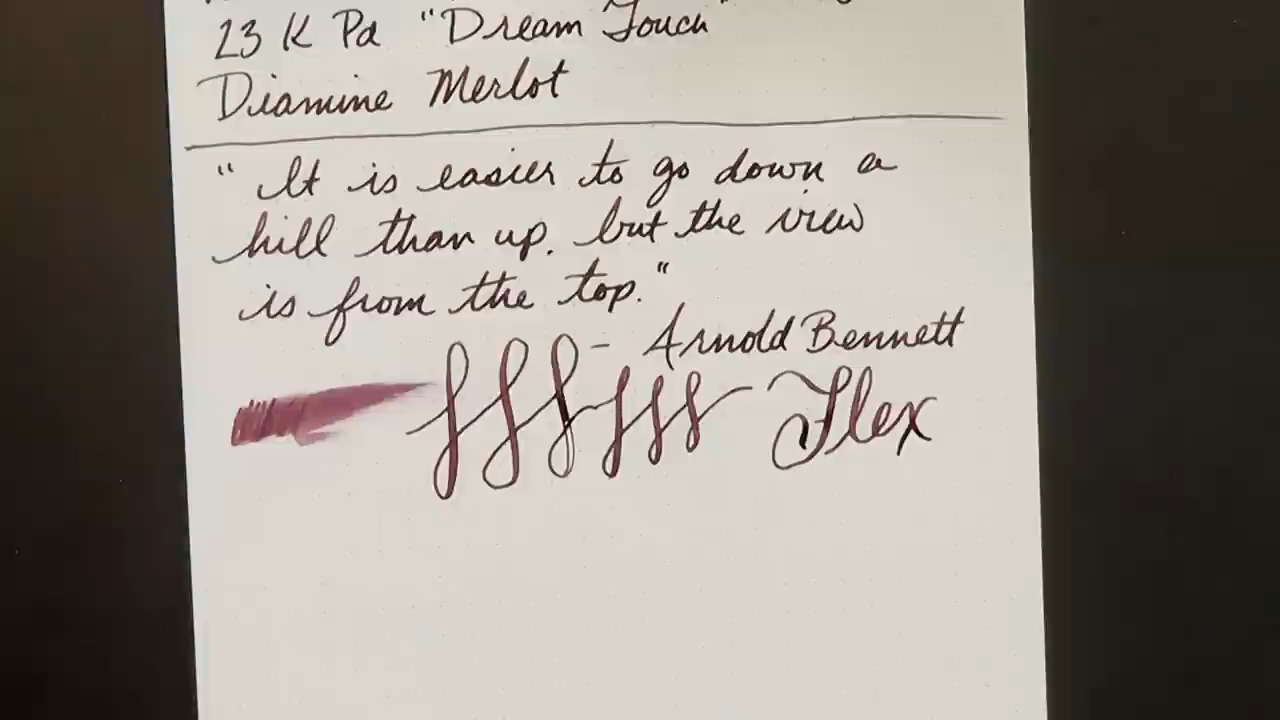 23 K Pd "Dream Touch"
Diamine Merlot
"It is easier to go down a
hill than up, but the view
is from the top."
- Arnold Bennett
Flex